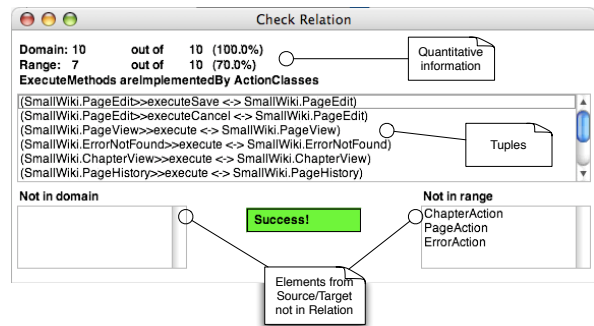 Check Relation
Domain: 10 out of 10 (100.0%)
Range: 7 out of 10 (70.0%)
ExecuteMethods areImplementedBy ActionClasses
Quantitative
information
(SmallWiki.PageEdit>>executeSave <-> SmallWiki.PageEdit)
(SmallWiki.PageEdit>>executeCancel <-> SmallWiki.PageEdit)
(SmallWiki.PageView>>execute <-> SmallWiki.PageView)
(SmallWiki.ErrorNotFound>>execute <-> SmallWiki.ErrorNotFound)
(SmallWiki.ChapterView>>execute <-> SmallWiki.ChapterView)
(SmallWiki.PageHistory>>execute <-> SmallWiki.PageHistory)
Tuples
Not in domain
Success!
Not in range
ChapterAction
PageAction
ErrorAction
Elements from
Source/Target
not in Relation